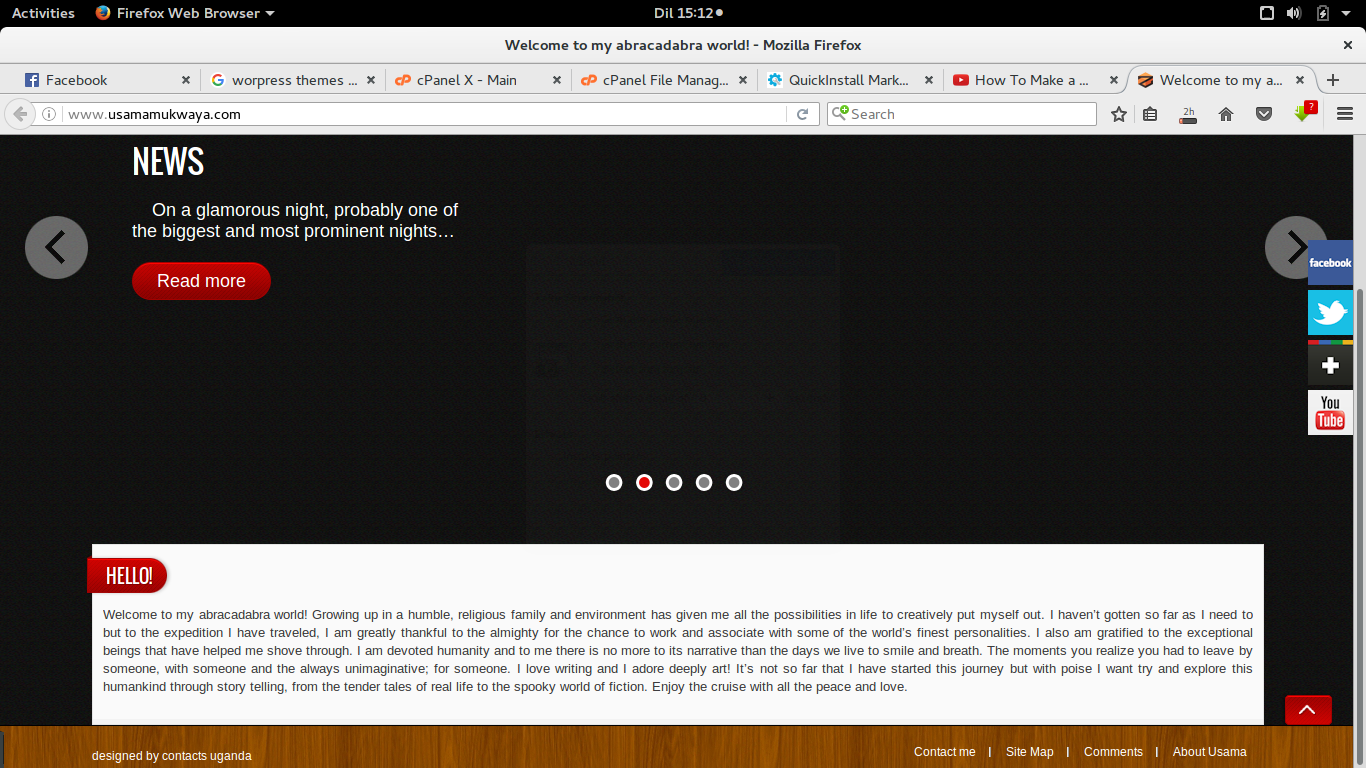 Activities Firefox Web Browser Dil 15:12
Welcome to my abracadabra world! - Mozilla Firefox
Facebook worpress themes ... cPanel X - Main cPanel File Manag... QuickInstall Mark... How To Make a ... Welcome to my a...
www.usamamukwaya.com Search 2h ?
NEWS
On a glamorous night, probably one of
the biggest and most prominent nights…
Read more
facebook
You
Tube
HELLO!
Welcome to my abracadabra world! Growing up in a humble, religious family and environment has given me all the possibilities in life to creatively put myself out. I haven’t gotten so far as I need to
but to the expedition I have traveled, I am greatly thankful to the almighty for the chance to work and associate with some of the world’s finest personalities. I also am gratified to the exceptional
beings that have helped me shove through. I am devoted humanity and to me there is no more to its narrative than the days we live to smile and breath. The moments you realize you had to leave by
someone, with someone and the always unimaginative; for someone. I love writing and I adore deeply art! It’s not so far that I have started this journey but with poise I want try and explore this
humankind through story telling, from the tender tales of real life to the spooky world of fiction. Enjoy the cruise with all the peace and love.
designed by contacts uganda
Contact me | Site Map | Comments | About Usama